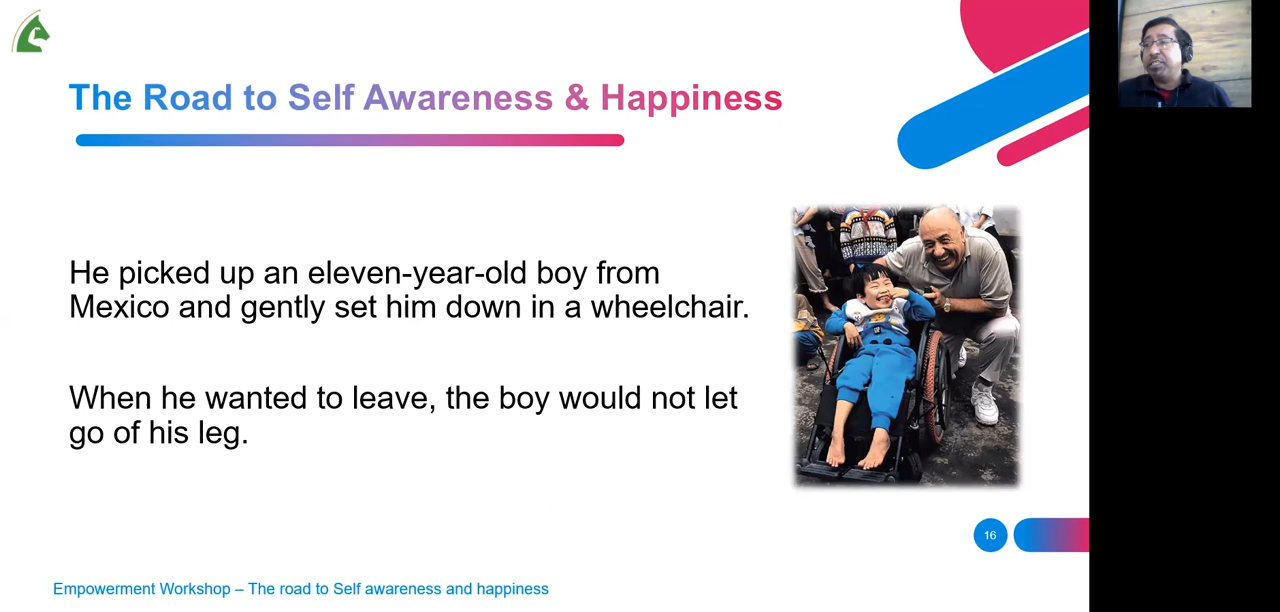 The Road to Self Awareness & Happiness
He picked up an eleven-year-old boy from
Mexico and gently set him down in a wheelchair.
When he wanted to leave, the boy would not let
go of his leg.
16
Empowerment Workshop – The road to Self awareness and happiness